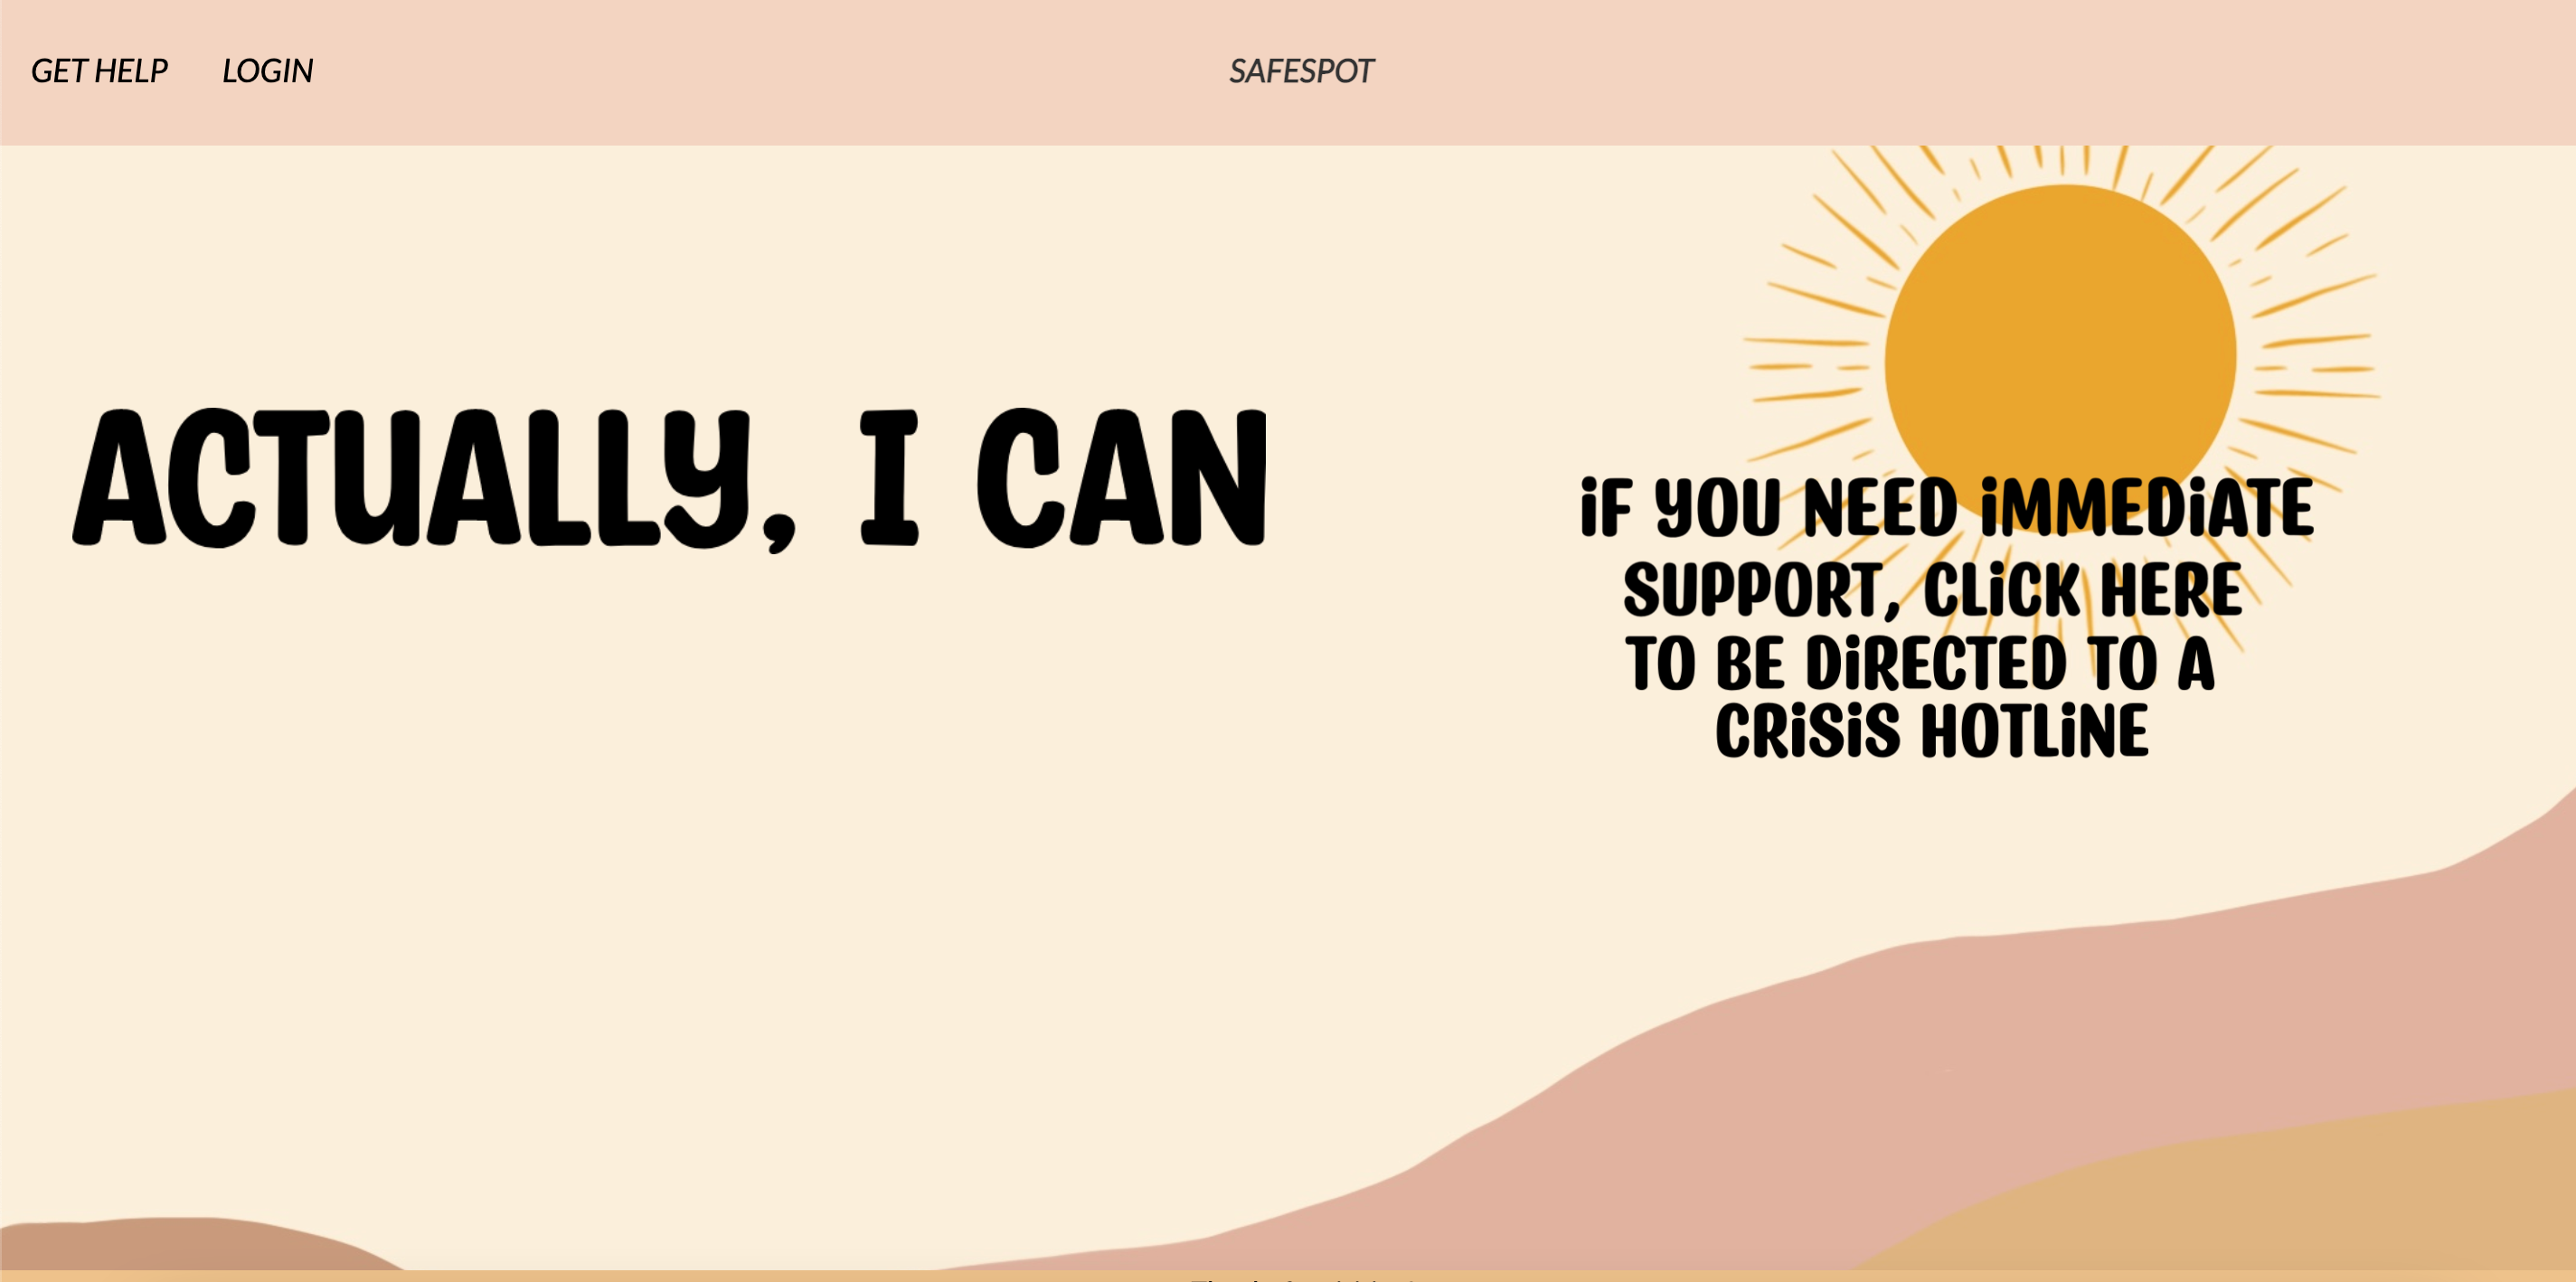 GET HELP LOGIN SAFESPOT
ACTUALLY, I CAN
iF YOU NEED iMMEDiATE
SUPPORT, CLiCK HERE
TO BE DiRECTED TO A
CRiSiS HOTLiNE